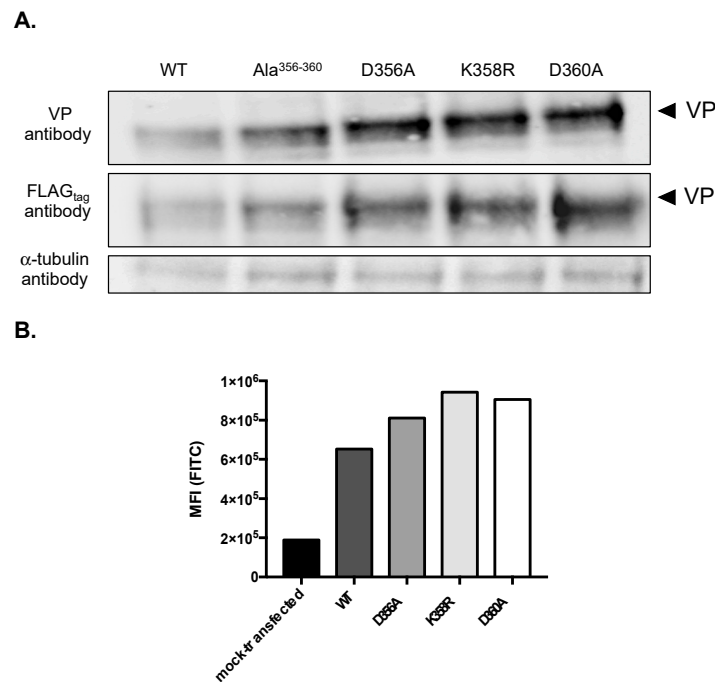 A.
WT Ala³⁵⁶⁻³⁶⁰ D356A K358R D360A
VP
antibody
◄ VP
FLAGtag
antibody
◄ VP
α-tubulin
antibody
B.
MFI (FITC)
1×10⁶
8×10⁵
6×10⁵
4×10⁵
2×10⁵
0
mock-transfected
WT
D356A
K358R
D360A